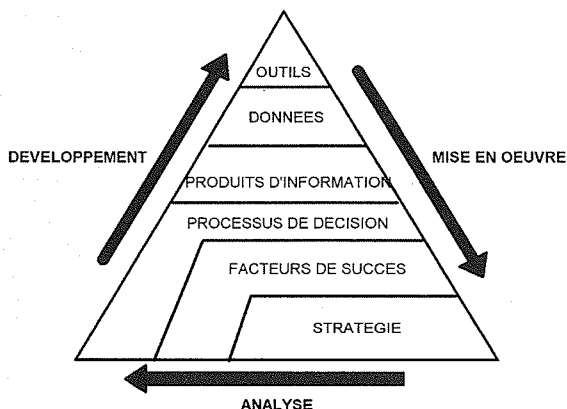 OUTILS
DONNEES
DEVELOPPEMENT
MISE EN OEUVRE
PRODUITS D'INFORMATION
PROCESSUS DE DECISION
FACTEURS DE SUCCES
STRATEGIE
ANALYSE